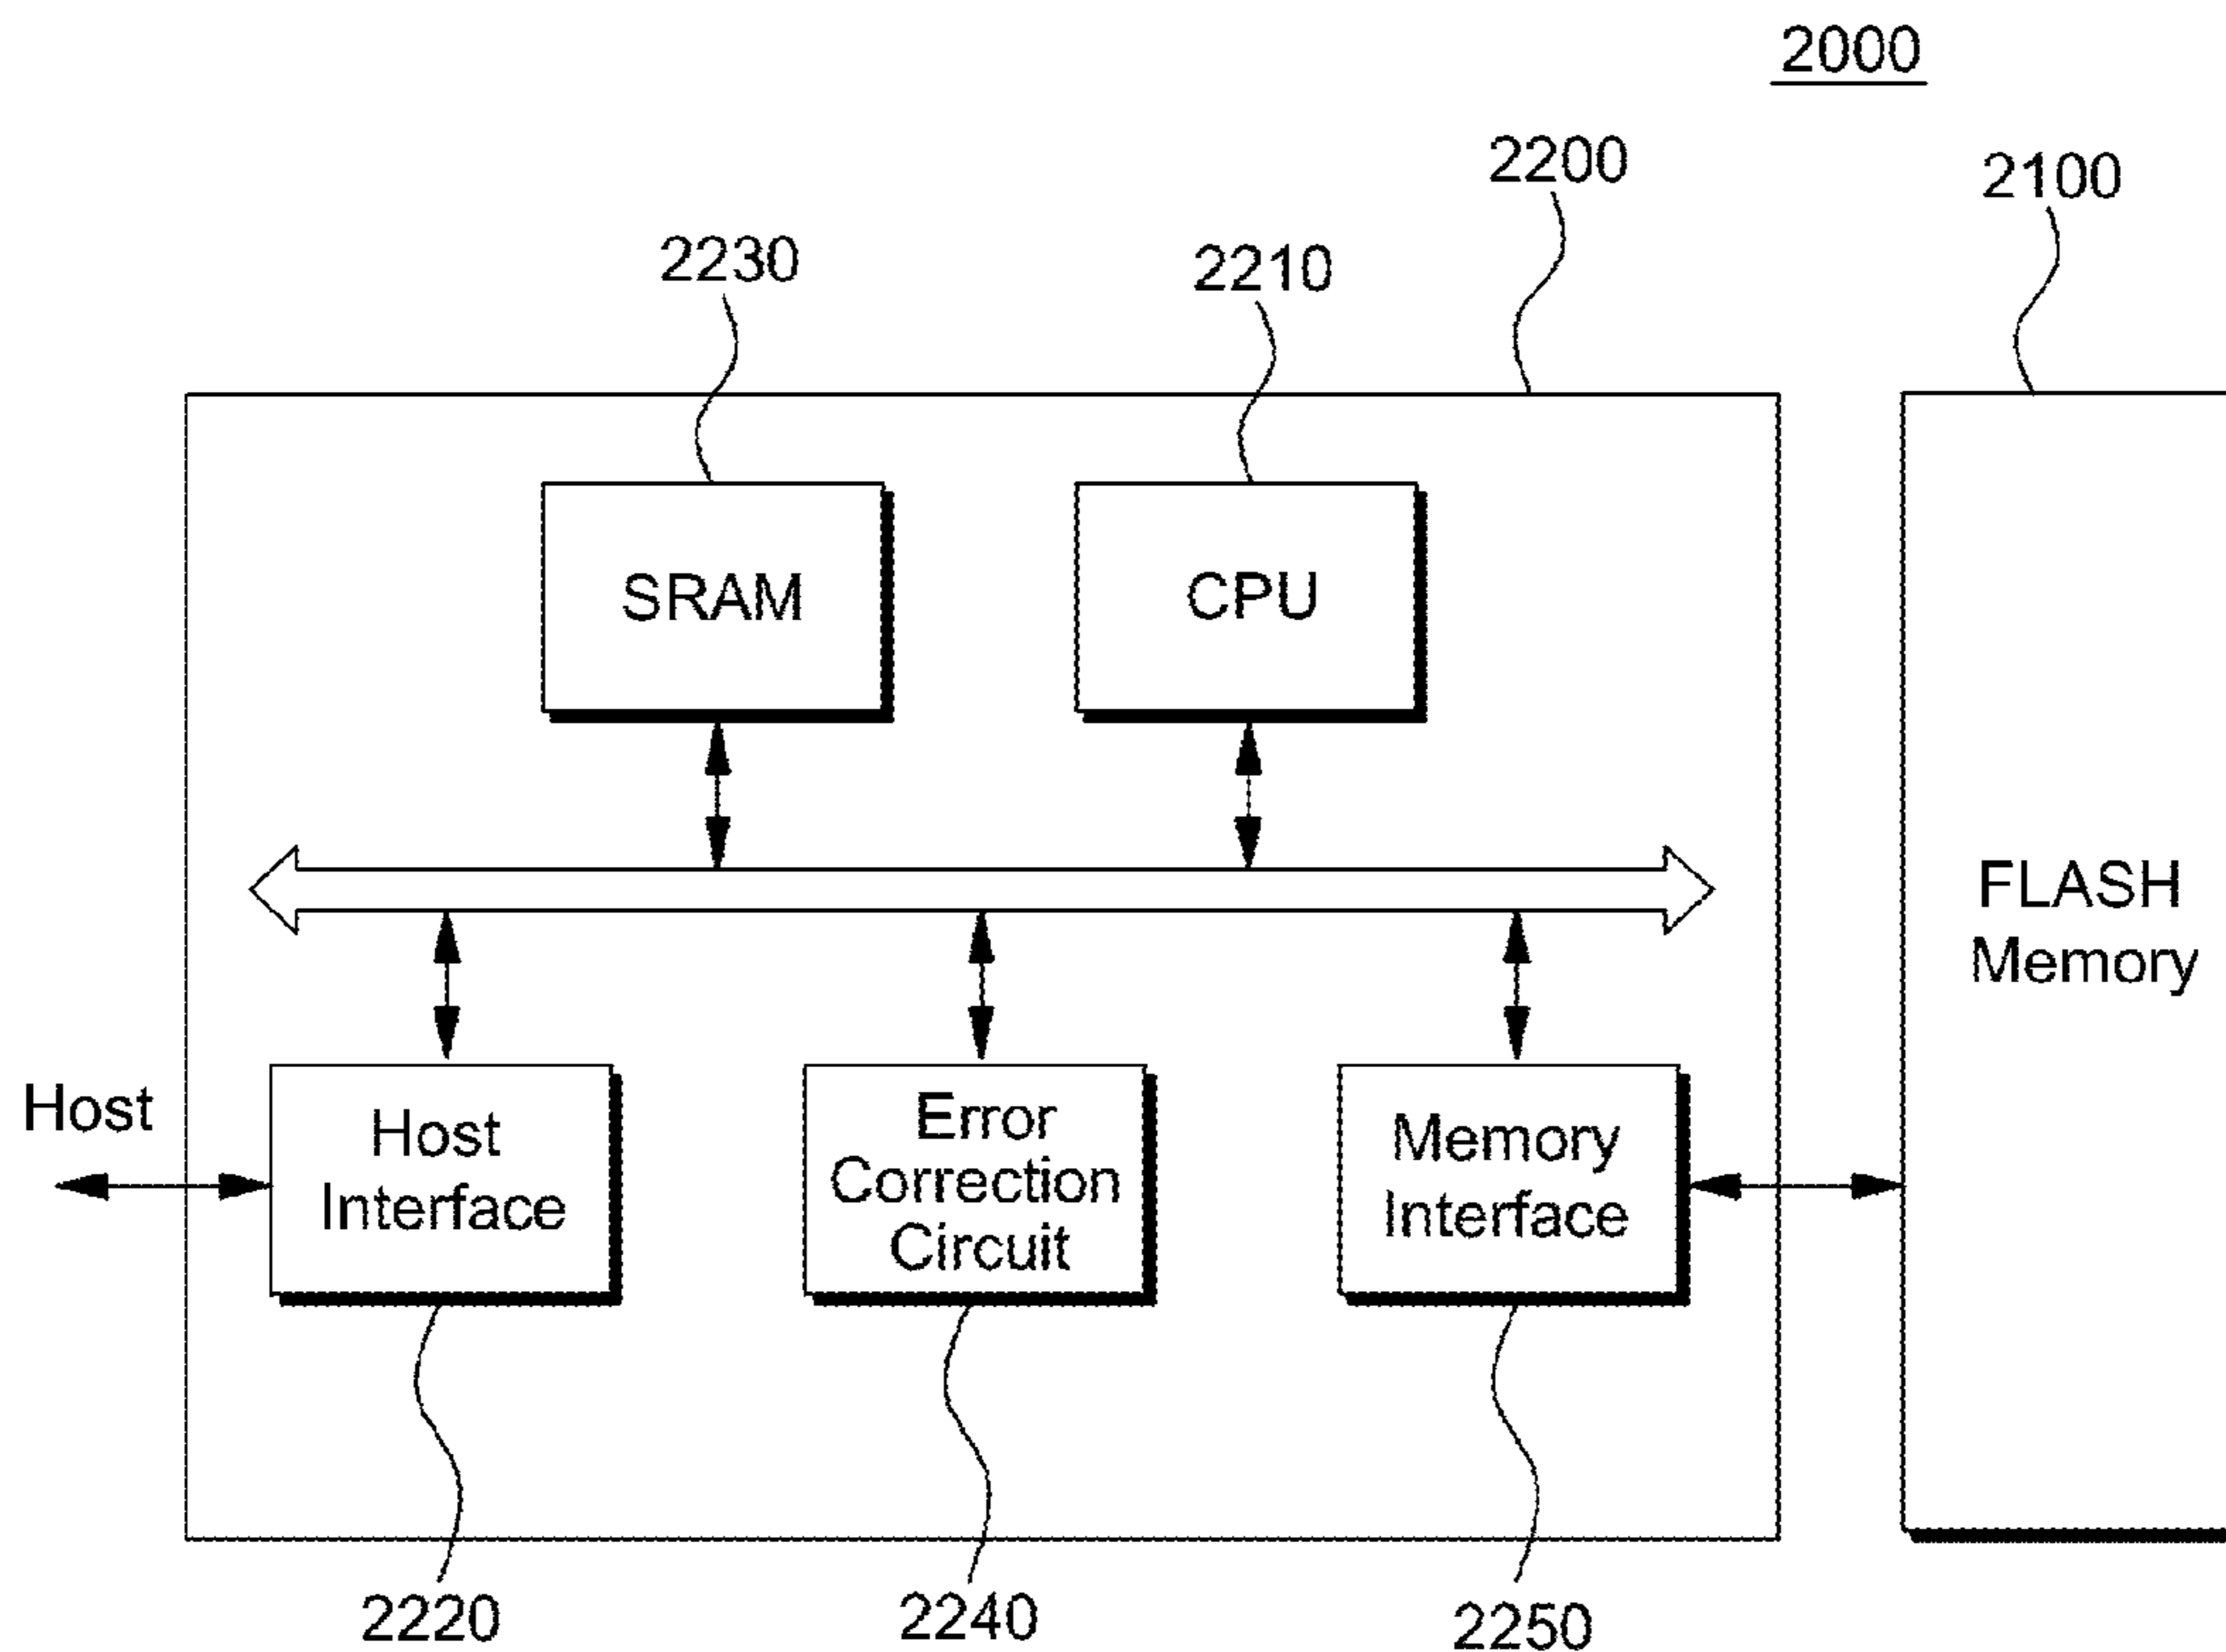 2000
2200
2100
2230
2210
SRAM
CPU
FLASH
Memory
Host
Host
Interface
Error
Correction
Circuit
Memory
Interface
2220
2240
2250